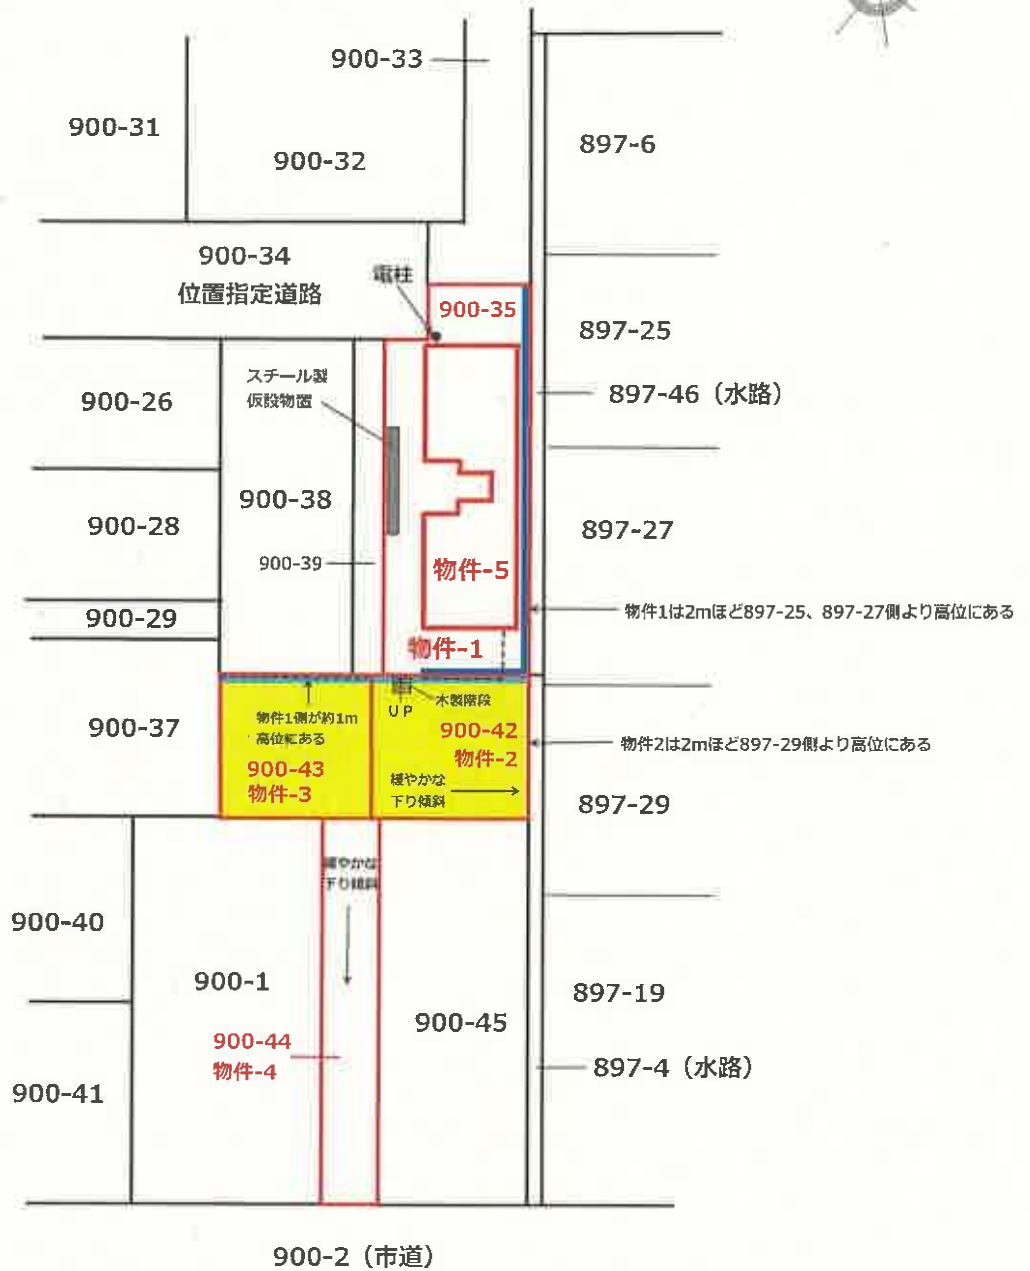 900-33
900-31
900-32
897-6
900-34
位置指定道路
電柱
900-35
897-25
スチール製
仮設物置
900-26
897-46（水路）
900-38
900-28
897-27
900-39
物件-5
900-29
物件1は2mほど897-25、897-27側より高位にある
物件-1
900-37
物件1側が約1m
高位にある
木製階段
UP
900-42
物件-2
物件2は2mほど897-29側より高位にある
900-43
物件-3
緩やかな
下り傾斜
897-29
緩やかな
下り傾斜
900-40
900-1
897-19
900-45
900-44
物件-4
897-4（水路）
900-41
900-2（市道）